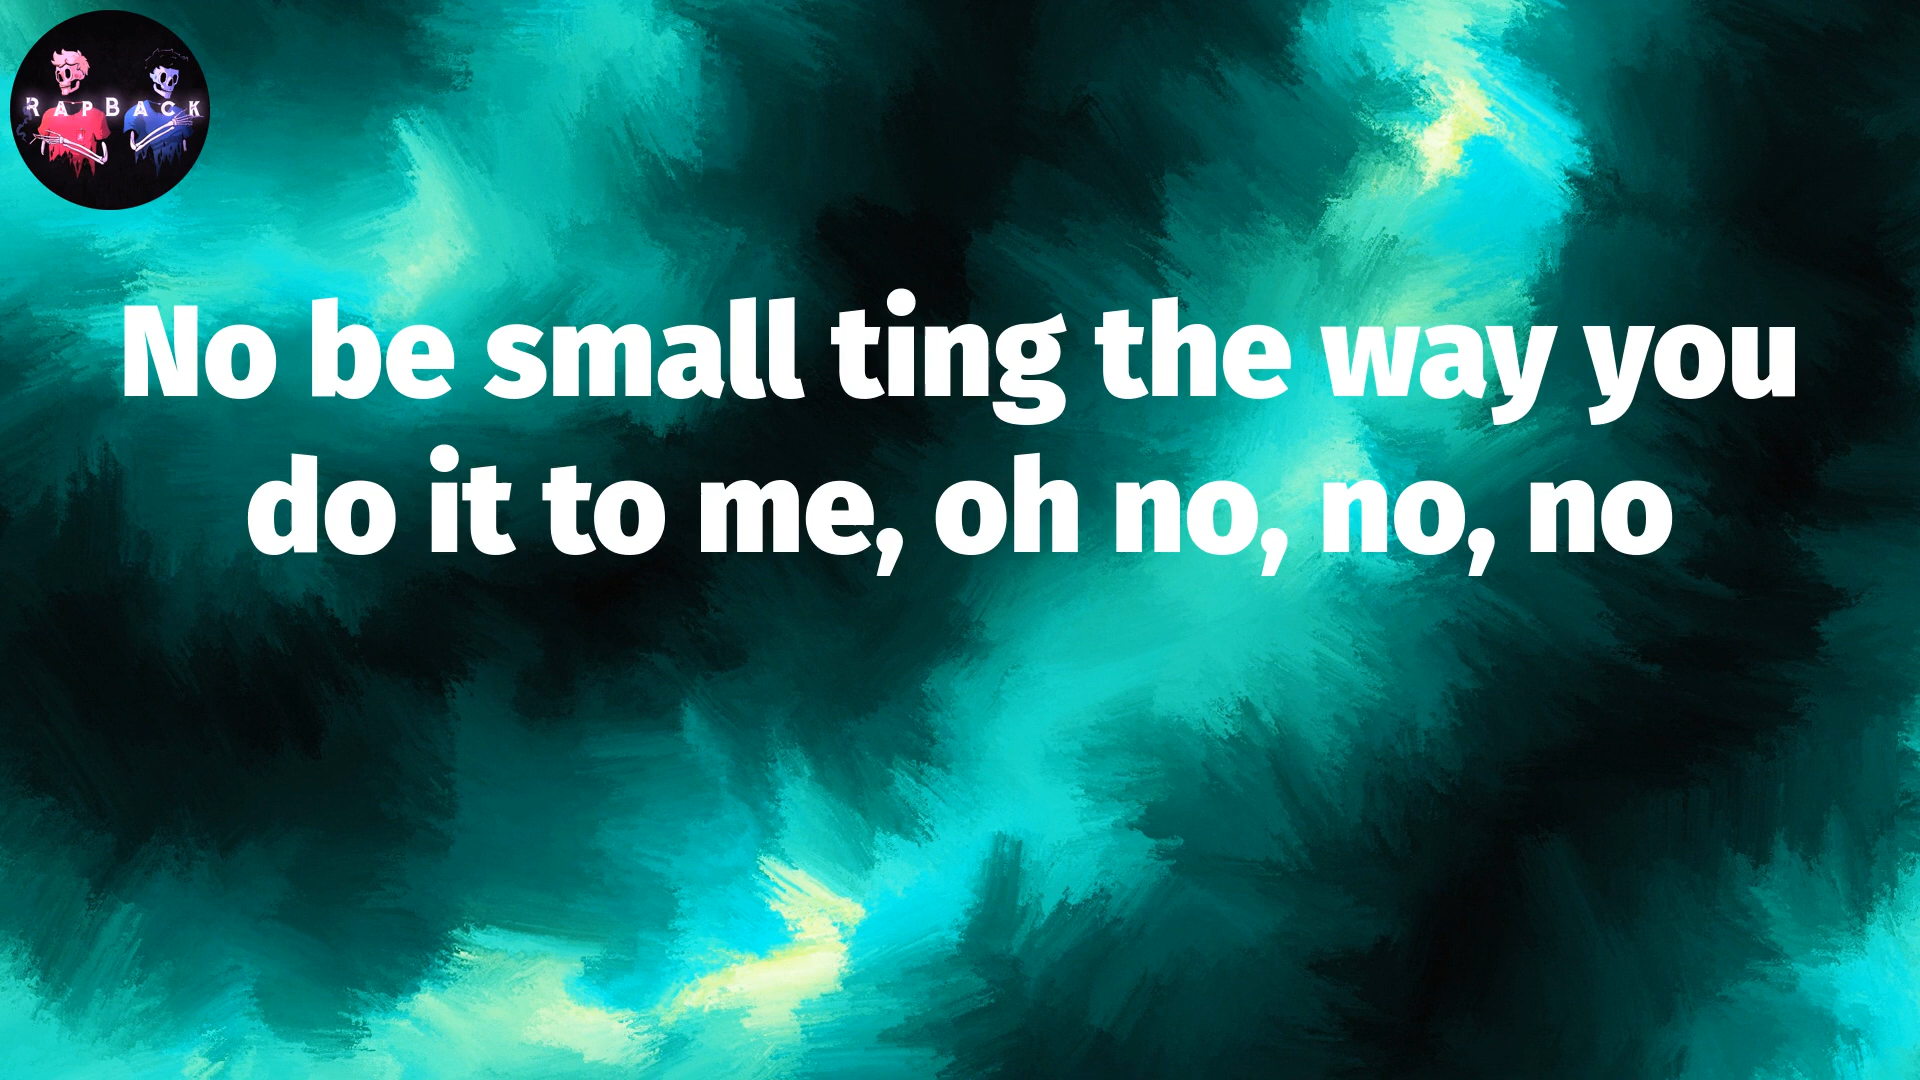 RAPBACK
No be small ting the way you
do it to me, oh no, no, no